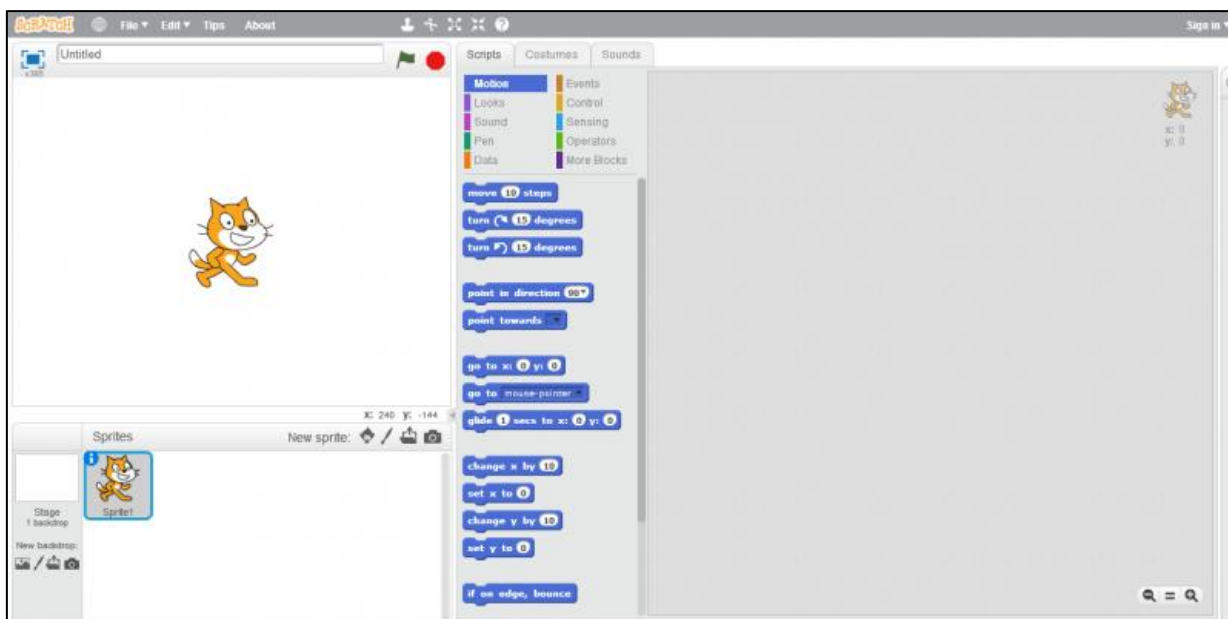 SCRATCH File Edit Tips About Sign in
Untitled
Scripts Costumes Sounds
Motion Events
Looks Control
Sound Sensing
Pen Operators
Data More Blocks
x: 0
y: 0
move 10 steps
turn 15 degrees
turn 15 degrees
point in direction 90
point towards
go to x: 0 y: 0
go to mouse-pointer
glide 1 secs to x: 0 y: 0
change x by 10
set x to 0
change y by 10
set y to 0
if on edge, bounce
X: 240 y: -144
Sprites New sprite:
Sprite1
Stage
1 backdrop
New backdrop: